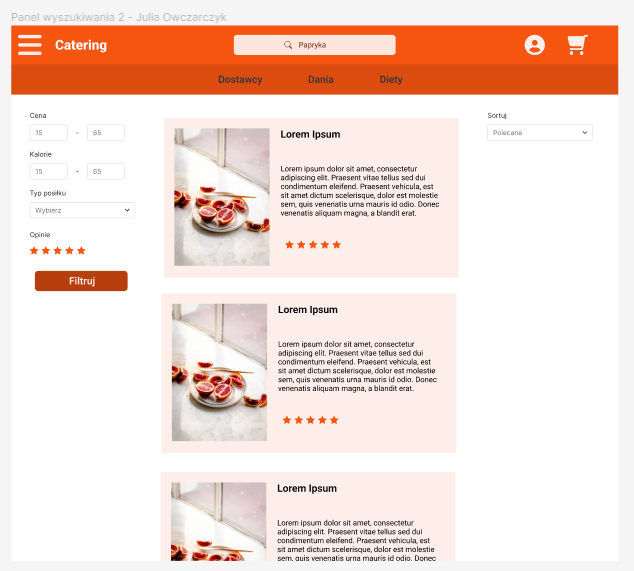 Panel wyszukiwania 2 - Julia Owczarczyk
Catering
Papryka
Dostawcy Dania Diety
Cena
15 - 65
Kalorie
15 - 65
Typ posiłku
Wybierz
Opinie
Filtruj
Sortuj
Polecane
Lorem Ipsum
Lorem ipsum dolor sit amet, consectetur
adipiscing elit. Praesent vitae tellus sed dui
condimentum eleifend. Praesent vehicula, est
sit amet dictum scelerisque, dolor est molestie
sem, quis venenatis urna mauris id odio. Donec
venenatis aliquam magna, a blandit erat.
Lorem Ipsum
Lorem ipsum dolor sit amet, consectetur
adipiscing elit. Praesent vitae tellus sed dui
condimentum eleifend. Praesent vehicula, est
sit amet dictum scelerisque, dolor est molestie
sem, quis venenatis urna mauris id odio. Donec
venenatis aliquam magna, a blandit erat.
Lorem Ipsum
Lorem ipsum dolor sit amet, consectetur
adipiscing elit. Praesent vitae tellus sed dui
condimentum eleifend. Praesent vehicula, est
sit amet dictum scelerisque, dolor est molestie
sem, quis venenatis urna mauris id odio. Donec